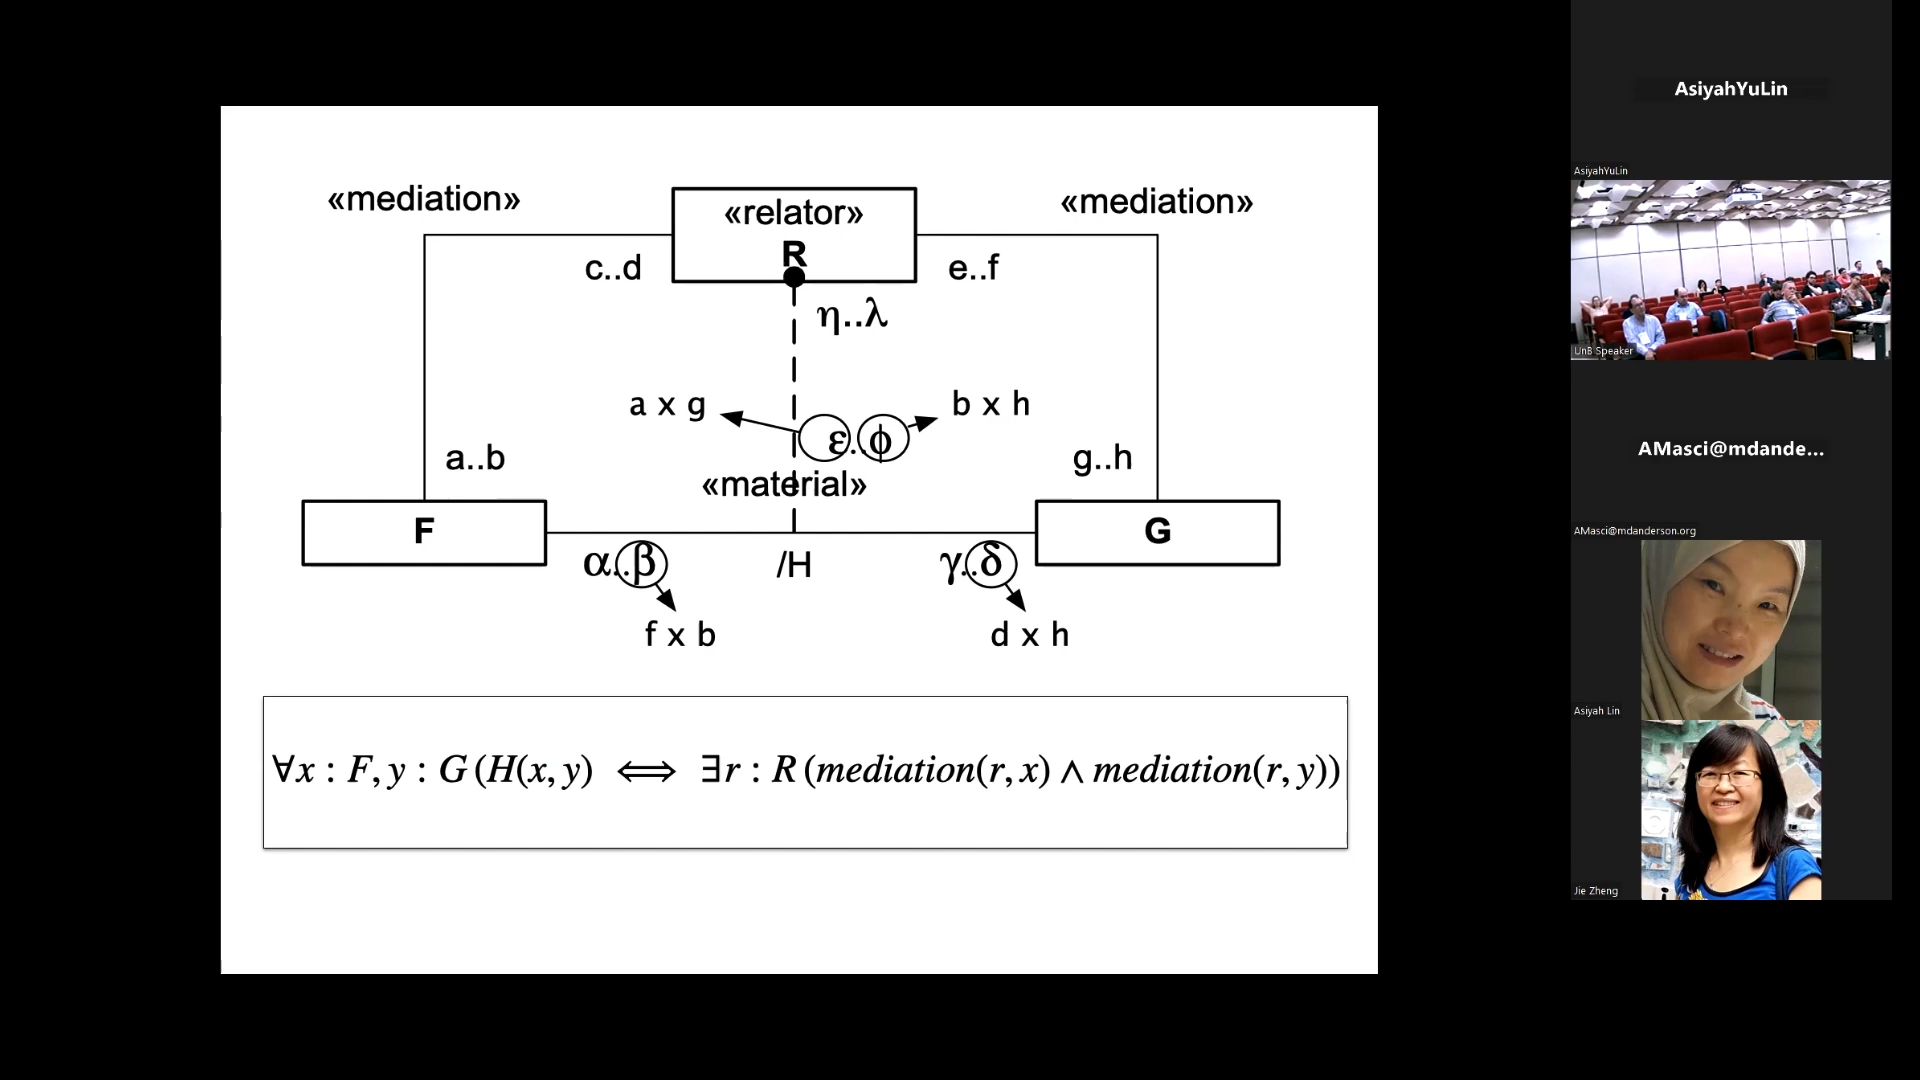 «mediation»
«relator»
R
«mediation»
c..d
e..f
η..λ
a x g
b x h
ε..ϕ
a..b
g..h
«material»
F
G
α..β
/H
γ..δ
f x b
d x h
∀x : F, y : G (H(x, y) ⟺ ∃r : R (mediation(r, x) ∧ mediation(r, y))
AsiyahYuLin
AsiyahYuLin
UnB Speaker
AMasci@mdande...
AMasci@mdanderson.org
Asiyah Lin
Jie Zheng